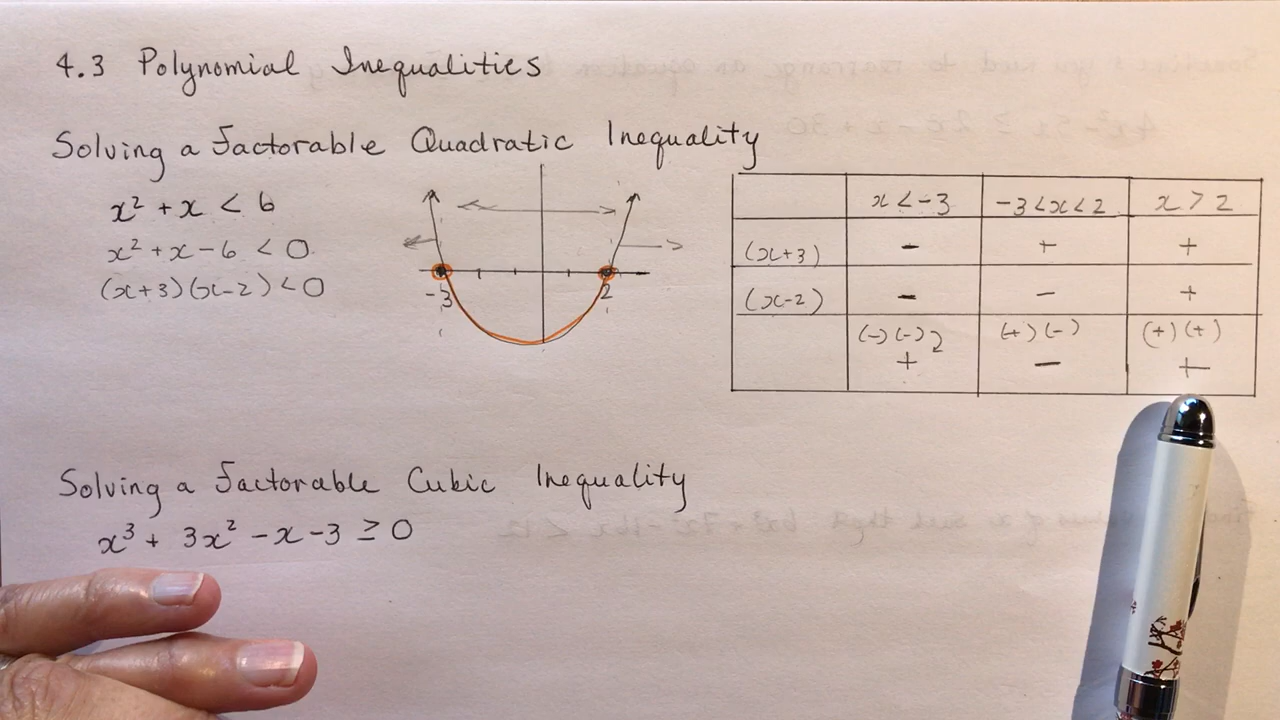 4.3 Polynomial Inequalities
Solving a Factorable Quadratic Inequality
x² + x < 6
x² + x - 6 < 0
(x+3)(x-2) < 0
-3 2
x < -3 -3 < x < 2 x > 2
(x+3) - + +
(x-2) - - +
(-)(-) (+)(-) (+)(+)
+ - +
Solving a Factorable Cubic Inequality
x³ + 3x² - x - 3 ≥ 0